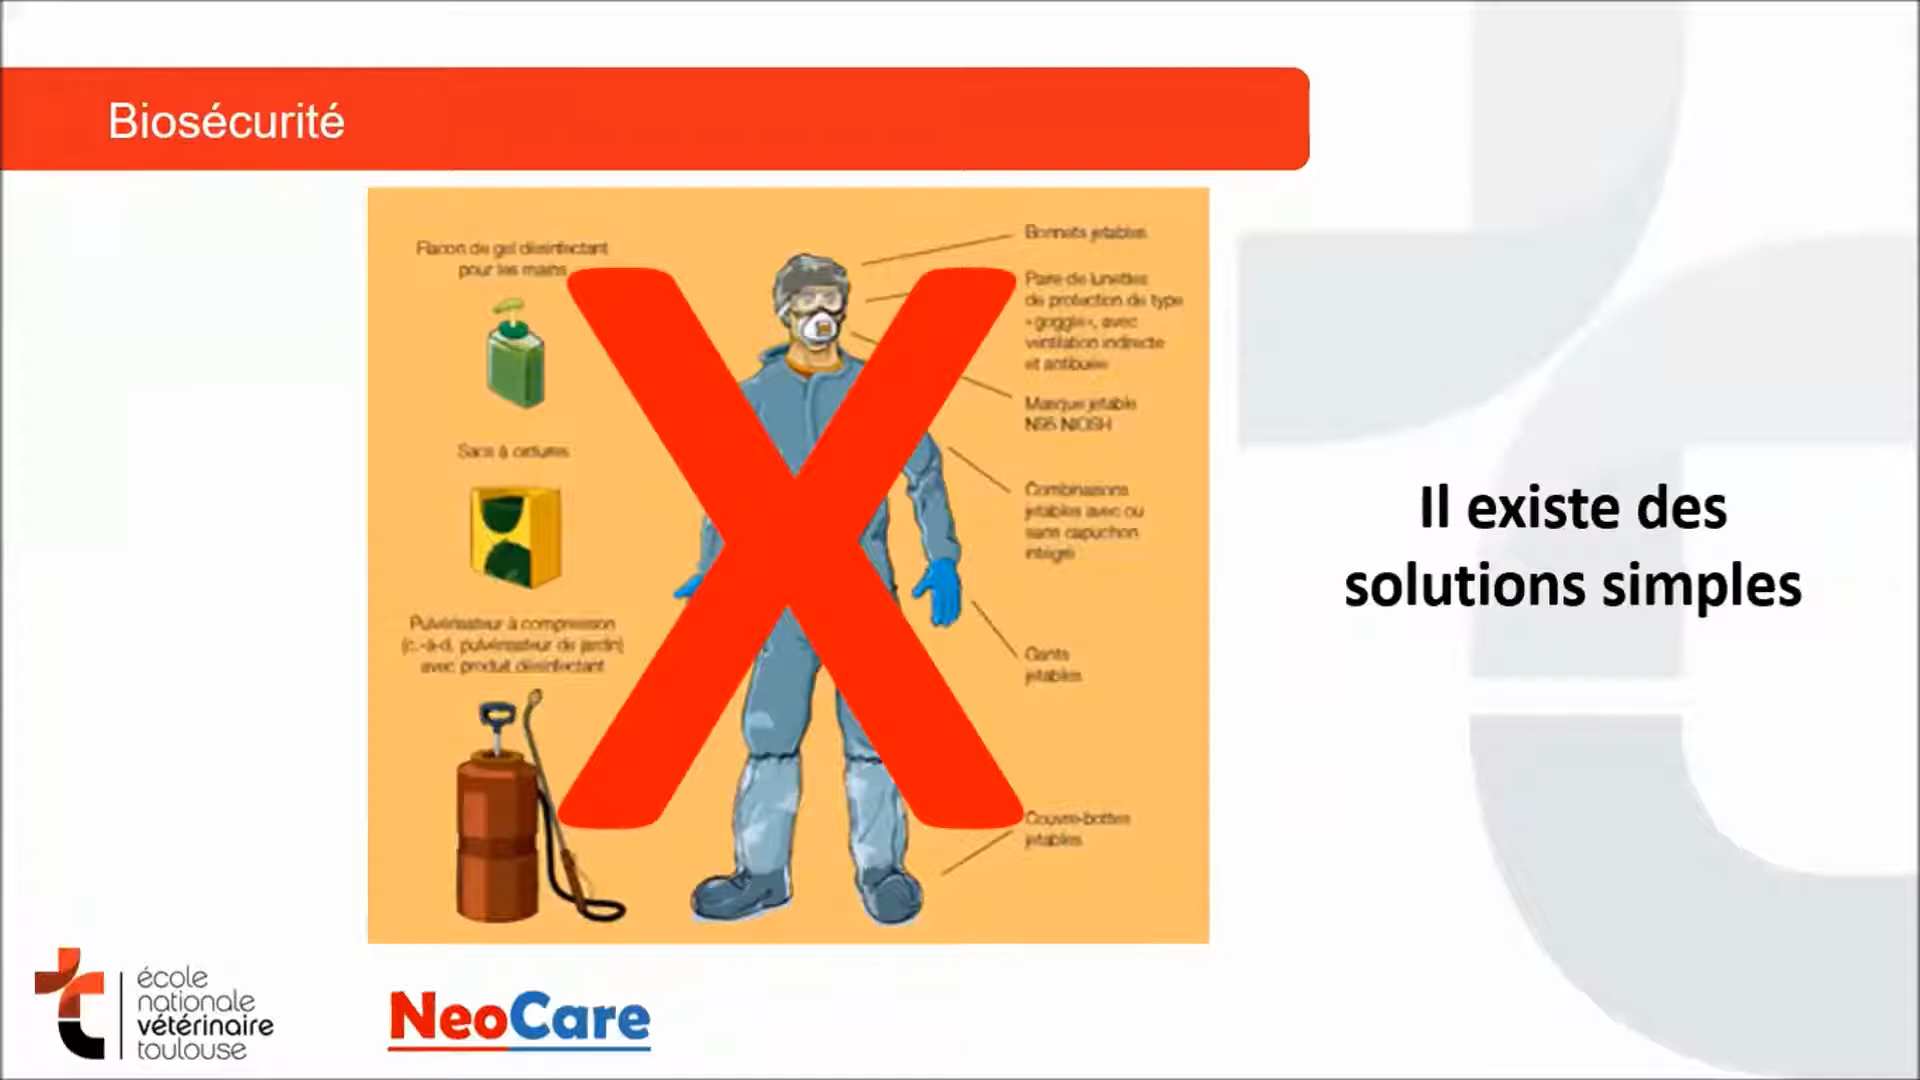 Biosécurité
Flacon de gel désinfectant
pour les mains
Sacs à ordures
Pulvérisateur à compression
(c.-à-d. pulvérisateur de jardin)
avec produit désinfectant
Bonnets jetables
Paire de lunettes
de protection de type
«goggle», avec
ventilation indirecte
et antibuée
Masque jetable
N95 NIOSH
Combinaisons
jetables avec ou
sans capuchon
intégré
Gants
jetables
Couvre-bottes
jetables
Il existe des
solutions simples
école
nationale
vétérinaire
toulouse
NeoCare